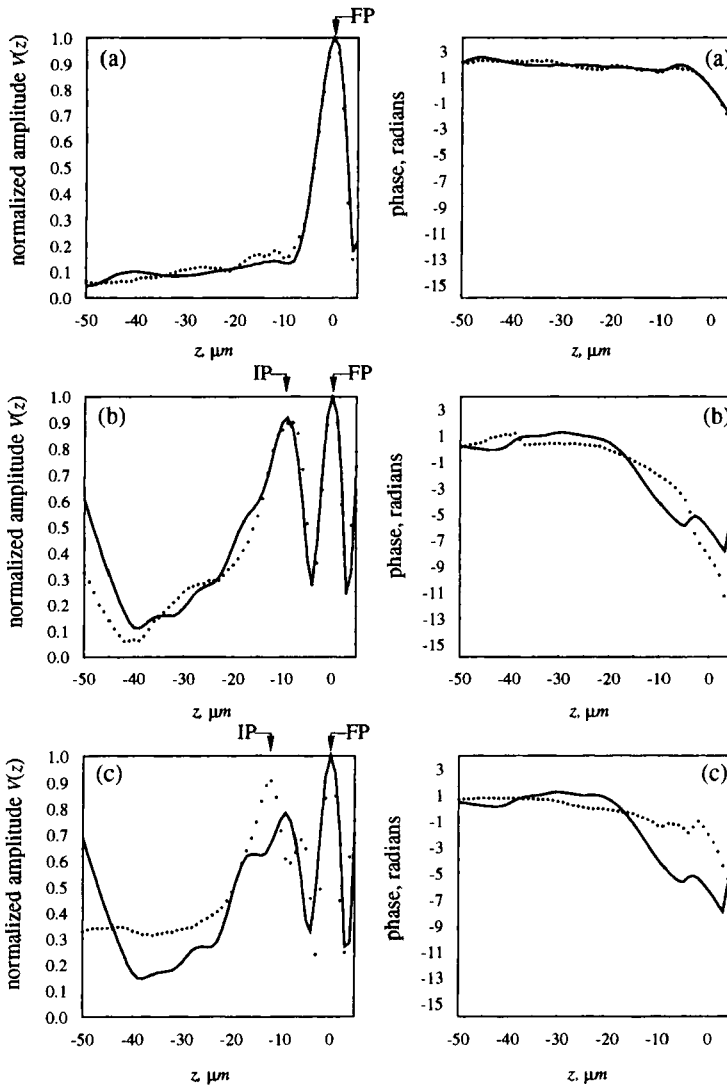 FP
(a)
normalized amplitude V(z)
1.0
0.9
0.8
0.7
0.6
0.5
0.4
0.3
0.2
0.1
0.0
-50 -40 -30 -20 -10 0
z, μm
(a)
phase, radians
3
1
-1
-3
-5
-7
-9
-11
-13
-15
-50 -40 -30 -20 -10 0
z, μm
IP FP
(b)
normalized amplitude V(z)
1.0
0.9
0.8
0.7
0.6
0.5
0.4
0.3
0.2
0.1
0.0
-50 -40 -30 -20 -10 0
z, μm
(b)
phase, radians
3
1
-1
-3
-5
-7
-9
-11
-13
-15
-50 -40 -30 -20 -10 0
z, μm
IP FP
(c)
normalized amplitude V(z)
1.0
0.9
0.8
0.7
0.6
0.5
0.4
0.3
0.2
0.1
0.0
-50 -40 -30 -20 -10 0
z, μm
(c)
phase, radians
3
1
-1
-3
-5
-7
-9
-11
-13
-15
-50 -40 -30 -20 -10 0
z, μm